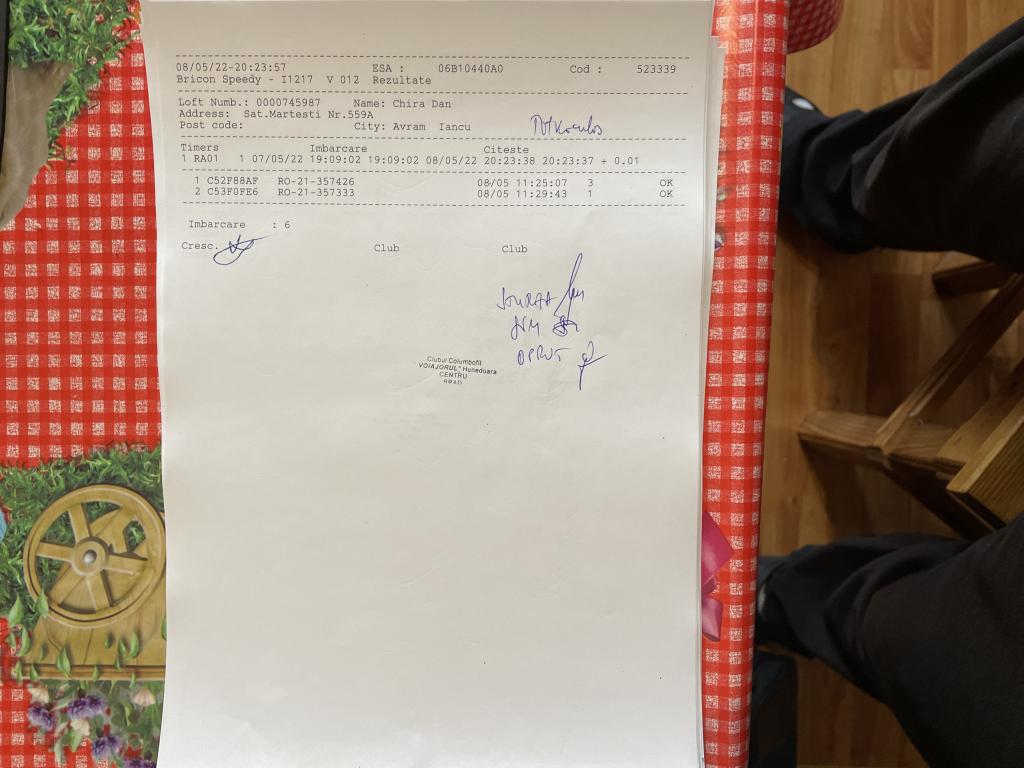 08/05/22-20:23:57 ESA : 06B10440A0 Cod : 523339
Bricon Speedy - I1217 V 012 Rezultate
Loft Numb.: 0000745987 Name: Chira Dan
Address: Sat.Martesti Nr.559A
Post code: City: Avram Iancu
Timers Imbarcare Citeste
1 RA01 1 07/05/22 19:09:02 19:09:02 08/05/22 20:23:38 20:23:37 + 0.01
1 C52F88AF RO-21-357426 08/05 11:25:07 3 OK
2 C53F0FE6 RO-21-357333 08/05 11:29:43 1 OK
Imbarcare : 6
Cresc. Club Club
Clubul Columbofil
VOIAJORUL" Hunedoara
CENTRU
BRAD